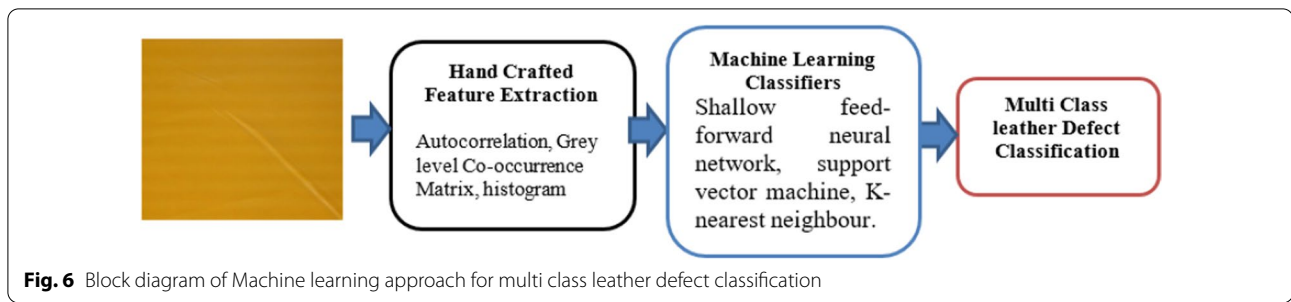 Hand Crafted
Feature Extraction
Autocorrelation, Grey
level Co-occurrence
Matrix, histogram
Machine Learning
Classifiers
Shallow feed-
forward neural
network, support
vector machine, K-
nearest neighbour.
Multi Class
leather Defect
Classification
Fig. 6 Block diagram of Machine learning approach for multi class leather defect classification